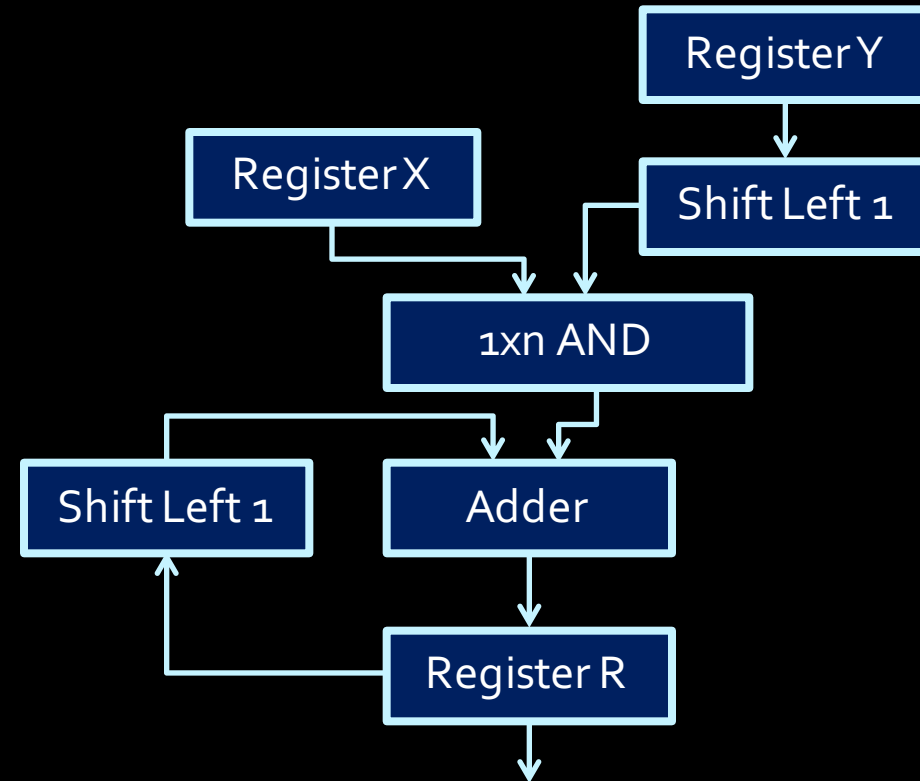 Register Y
Register X
Shift Left 1
1xn AND
Shift Left 1
Adder
Register R